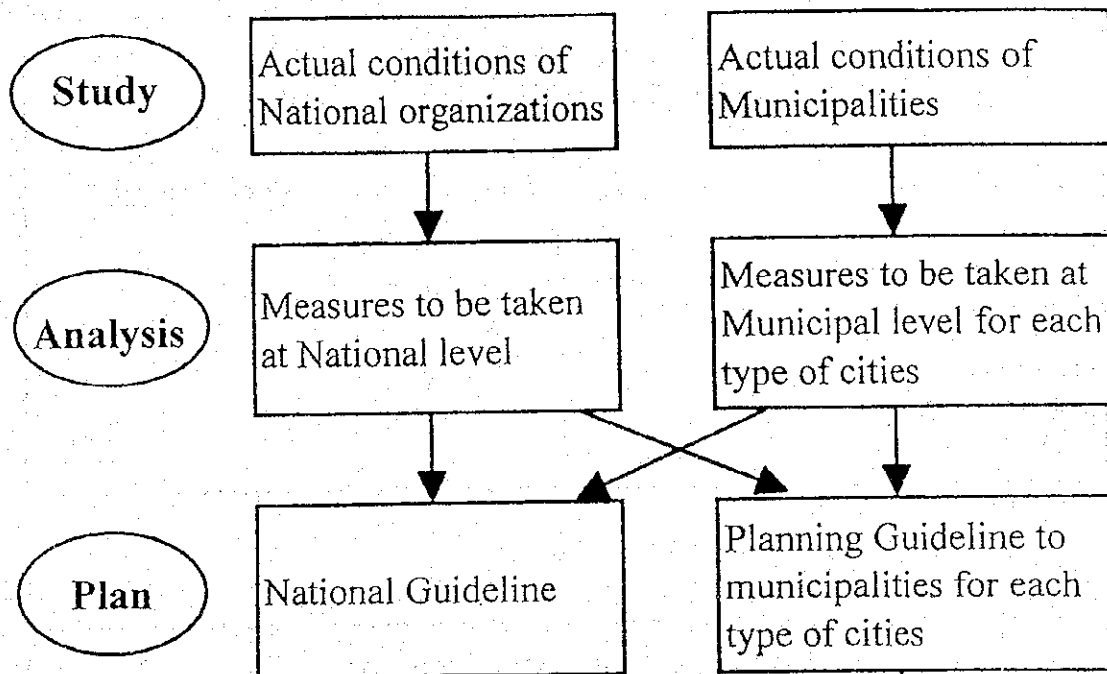 Study
Actual conditions of
National organizations
Actual conditions of
Municipalities
Analysis
Measures to be taken
at National level
Measures to be taken at
Municipal level for each
type of cities
Plan
National Guideline
Planning Guideline to
municipalities for each
type of cities